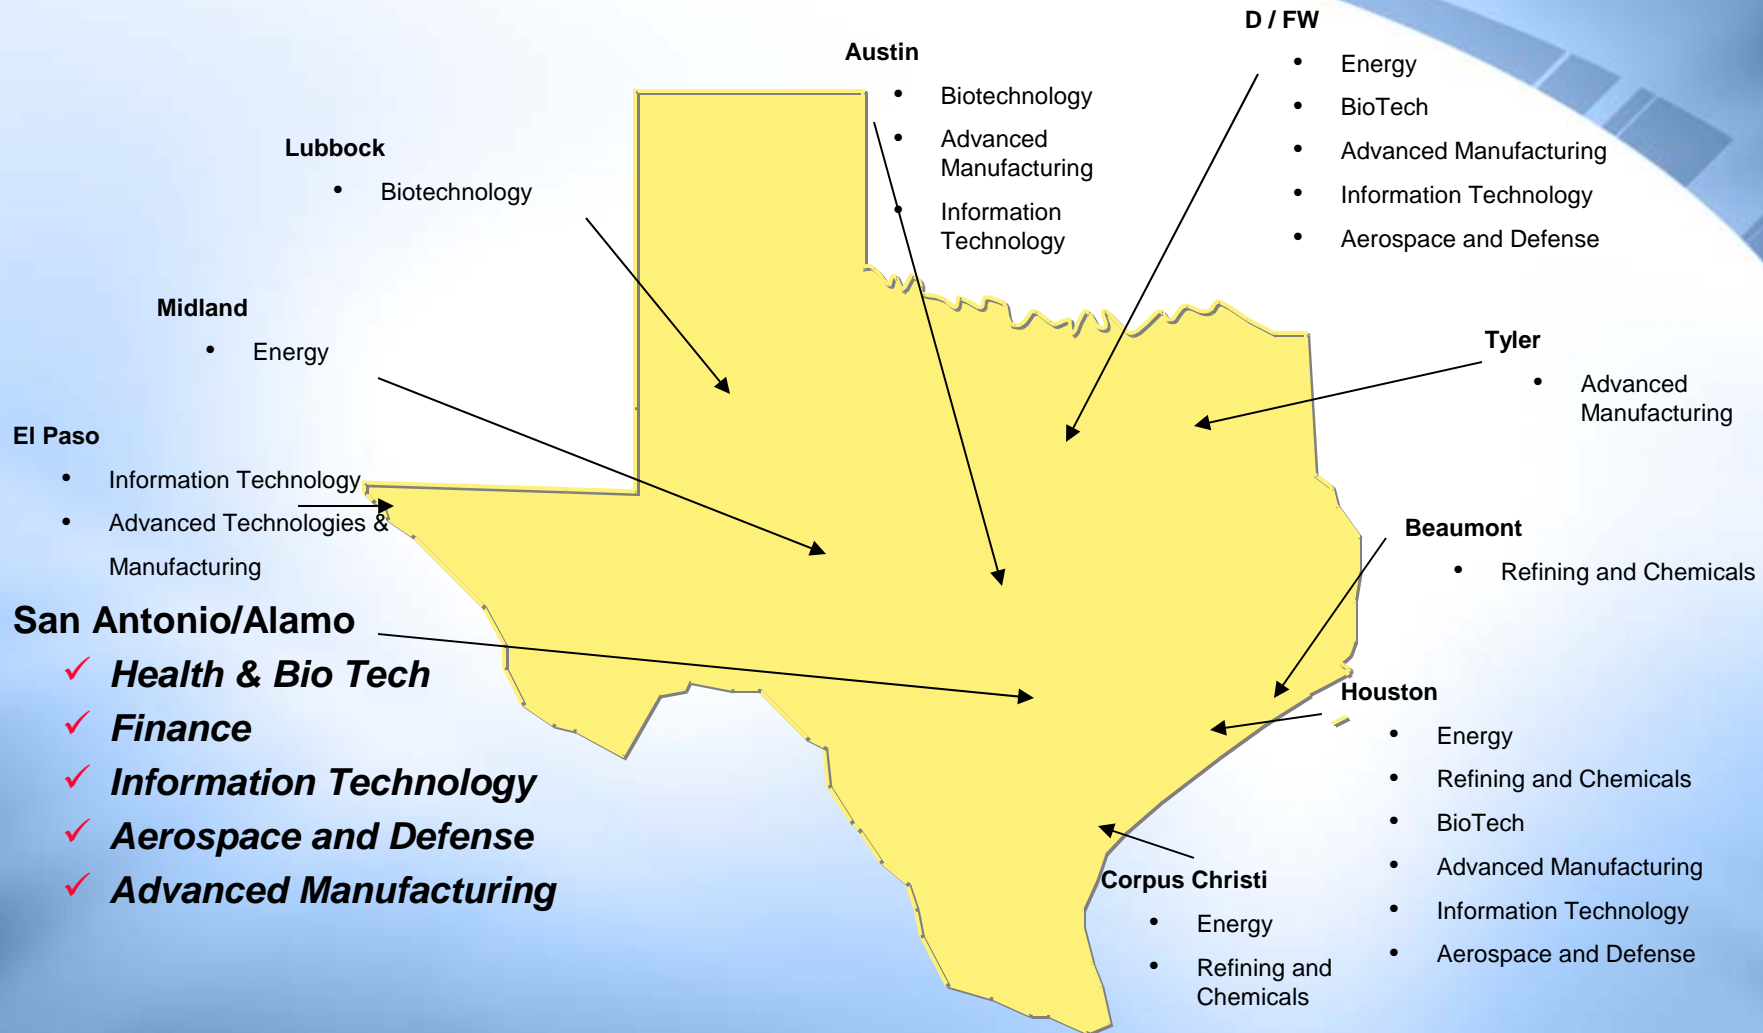 D / FW
• Energy
• BioTech
• Advanced Manufacturing
• Information Technology
• Aerospace and Defense
Austin
• Biotechnology
• Advanced
Manufacturing
• Information
Technology
Lubbock
• Biotechnology
Midland
• Energy
Tyler
• Advanced
Manufacturing
El Paso
• Information Technology
• Advanced Technologies &
Manufacturing
Beaumont
• Refining and Chemicals
San Antonio/Alamo
✓ Health & Bio Tech
✓ Finance
✓ Information Technology
✓ Aerospace and Defense
✓ Advanced Manufacturing
Houston
• Energy
• Refining and Chemicals
• BioTech
• Advanced Manufacturing
• Information Technology
• Aerospace and Defense
Corpus Christi
• Energy
• Refining and
Chemicals